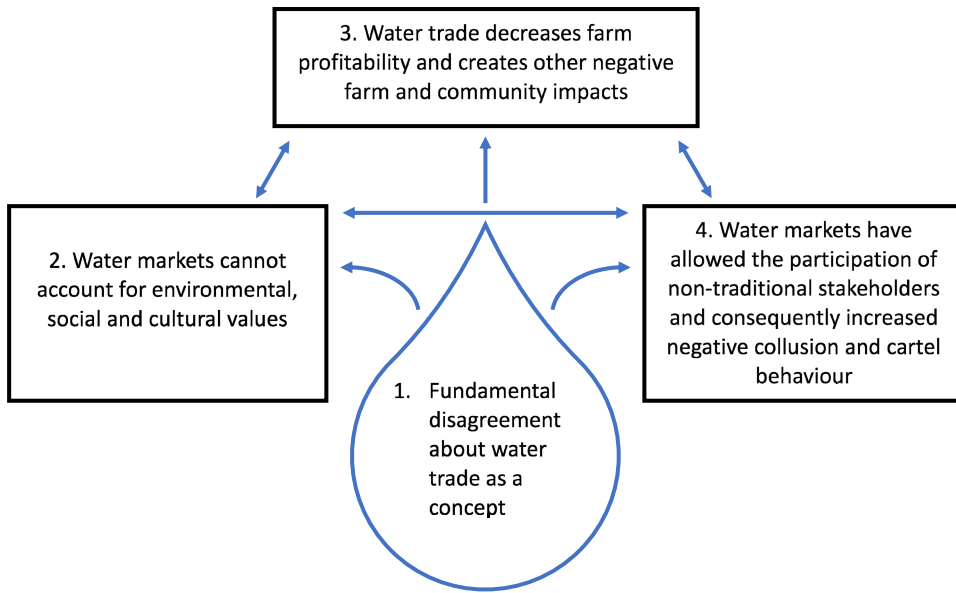 3. Water trade decreases farm
profitability and creates other negative
farm and community impacts
2. Water markets cannot
account for environmental,
social and cultural values
4. Water markets have
allowed the participation of
non-traditional stakeholders
and consequently increased
negative collusion and cartel
behaviour
1. Fundamental
disagreement
about water
trade as a
concept